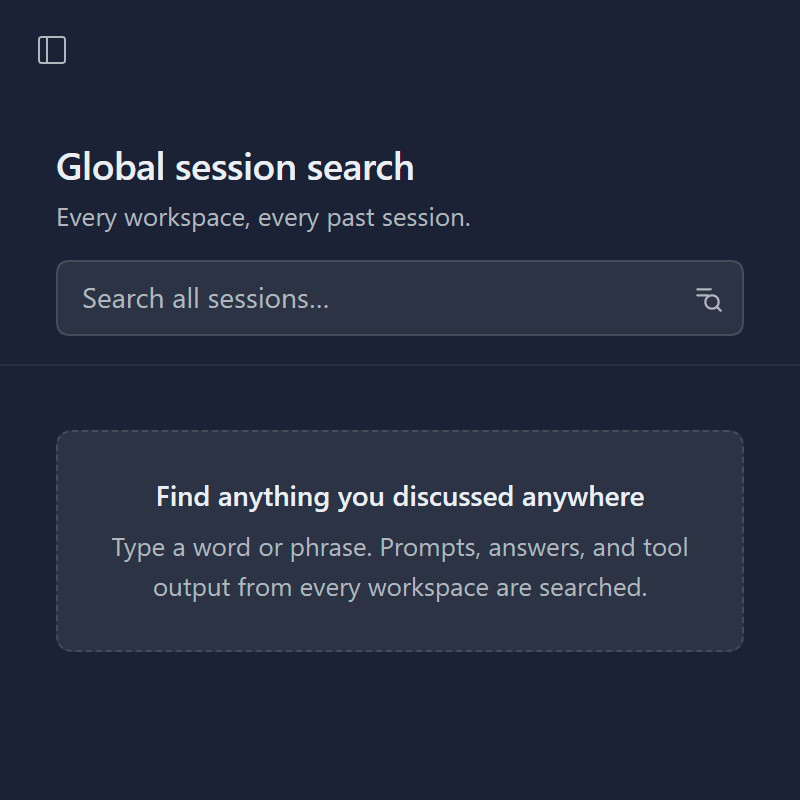 Global session search
Every workspace, every past session.
Search all sessions...
Find anything you discussed anywhere
Type a word or phrase. Prompts, answers, and tool
output from every workspace are searched.